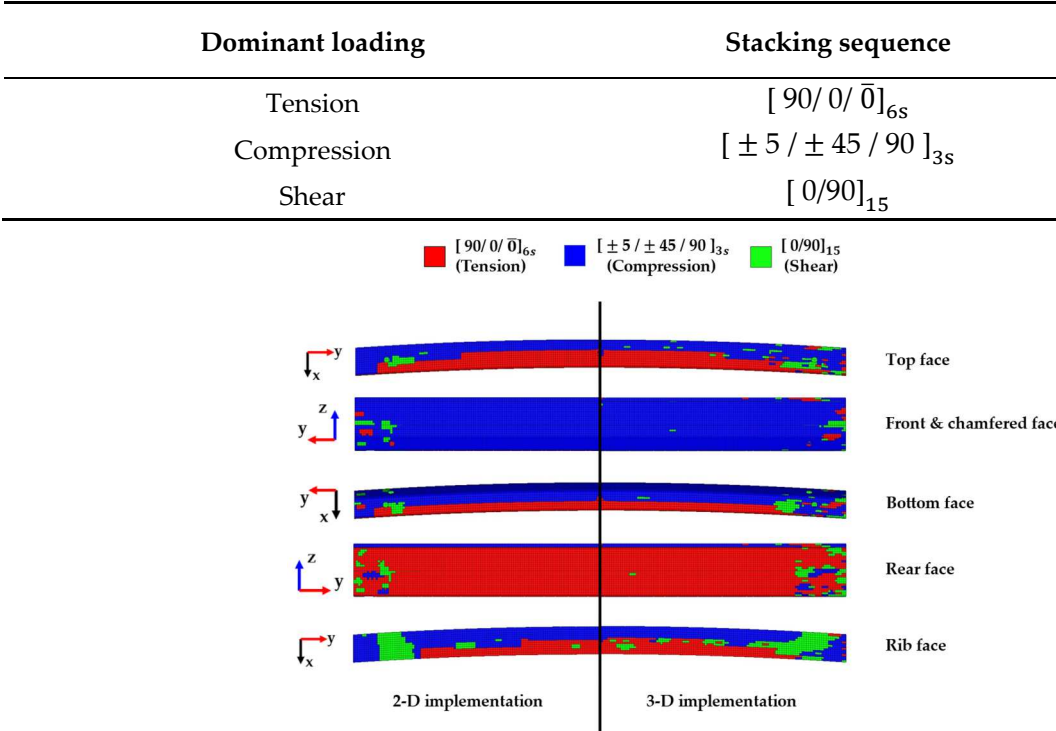 Dominant loading Stacking sequence
Tension [ 90/ 0/ 0̅]₆ₛ
Compression [ ± 5 / ± 45 / 90 ]₃ₛ
Shear [ 0/90]₁₅
[ 90/ 0/ 0̅]₆ₛ [ ± 5 / ± 45 / 90 ]₃ₛ [ 0/90]₁₅
(Tension) (Compression) (Shear)
y
x
Top face
z
y
Front & chamfered face
y
x
Bottom face
z
y
Rear face
y
x
Rib face
2-D implementation 3-D implementation